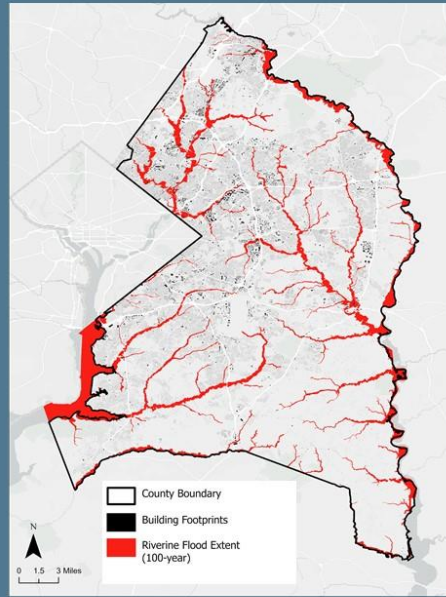 County Boundary
Building Footprints
Riverine Flood Extent
(100-year)
N
0 1.5 3 Miles